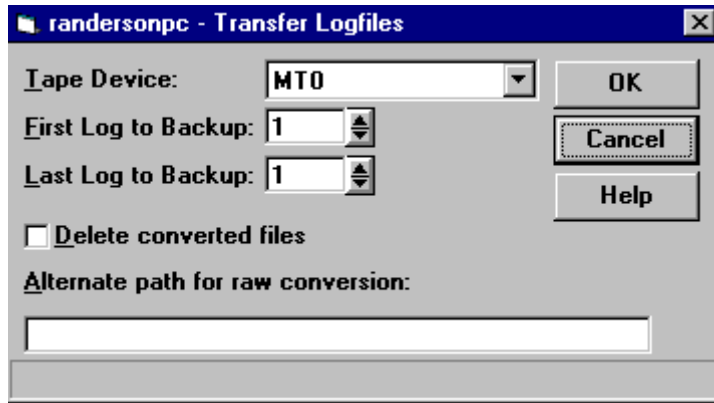 randersonpc - Transfer Logfiles
Tape Device: MT0 OK
First Log to Backup: 1 Cancel
Last Log to Backup: 1 Help
Delete converted files
Alternate path for raw conversion: